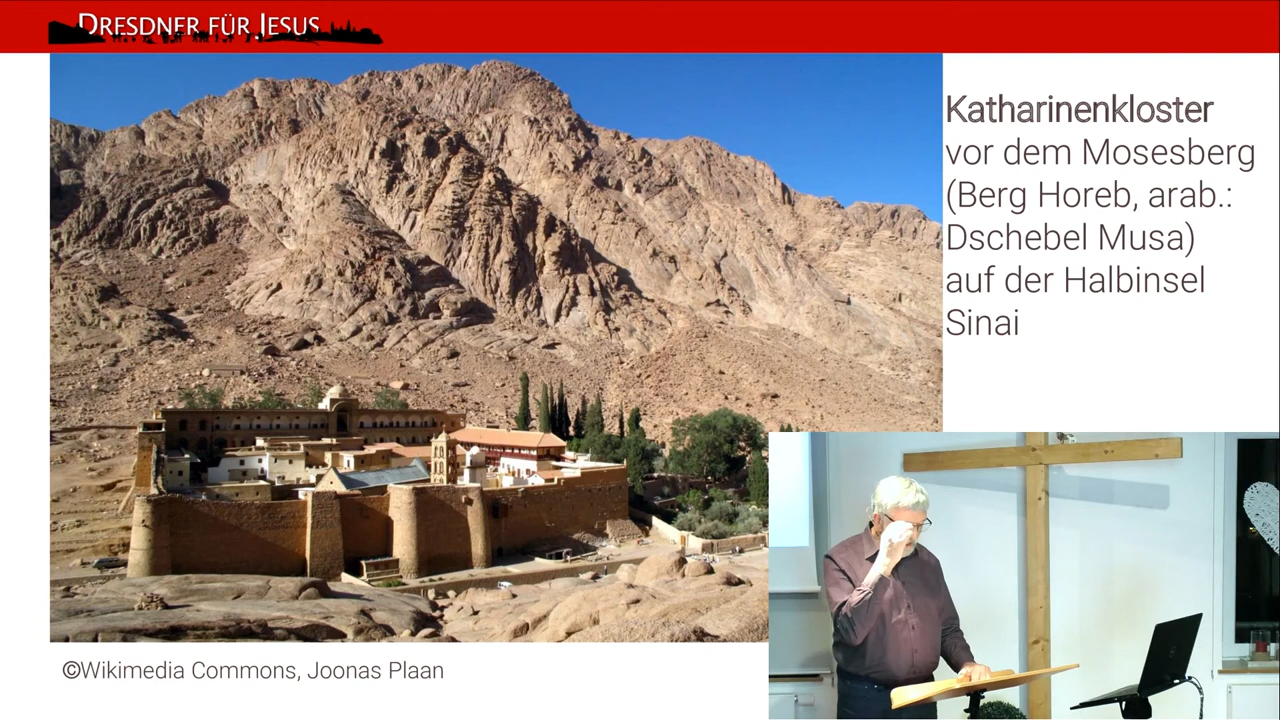 DRESDNER FÜR JESUS
Katharinenkloster
vor dem Mosesberg
(Berg Horeb, arab.:
Dschebel Musa)
auf der Halbinsel
Sinai
©Wikimedia Commons, Joonas Plaan